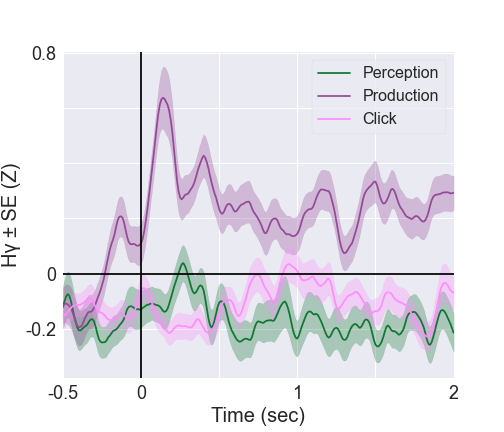 0.8
Perception
Production
Click
Hγ ± SE (Z)
0
-0.2
-0.5
0
1
2
Time (sec)